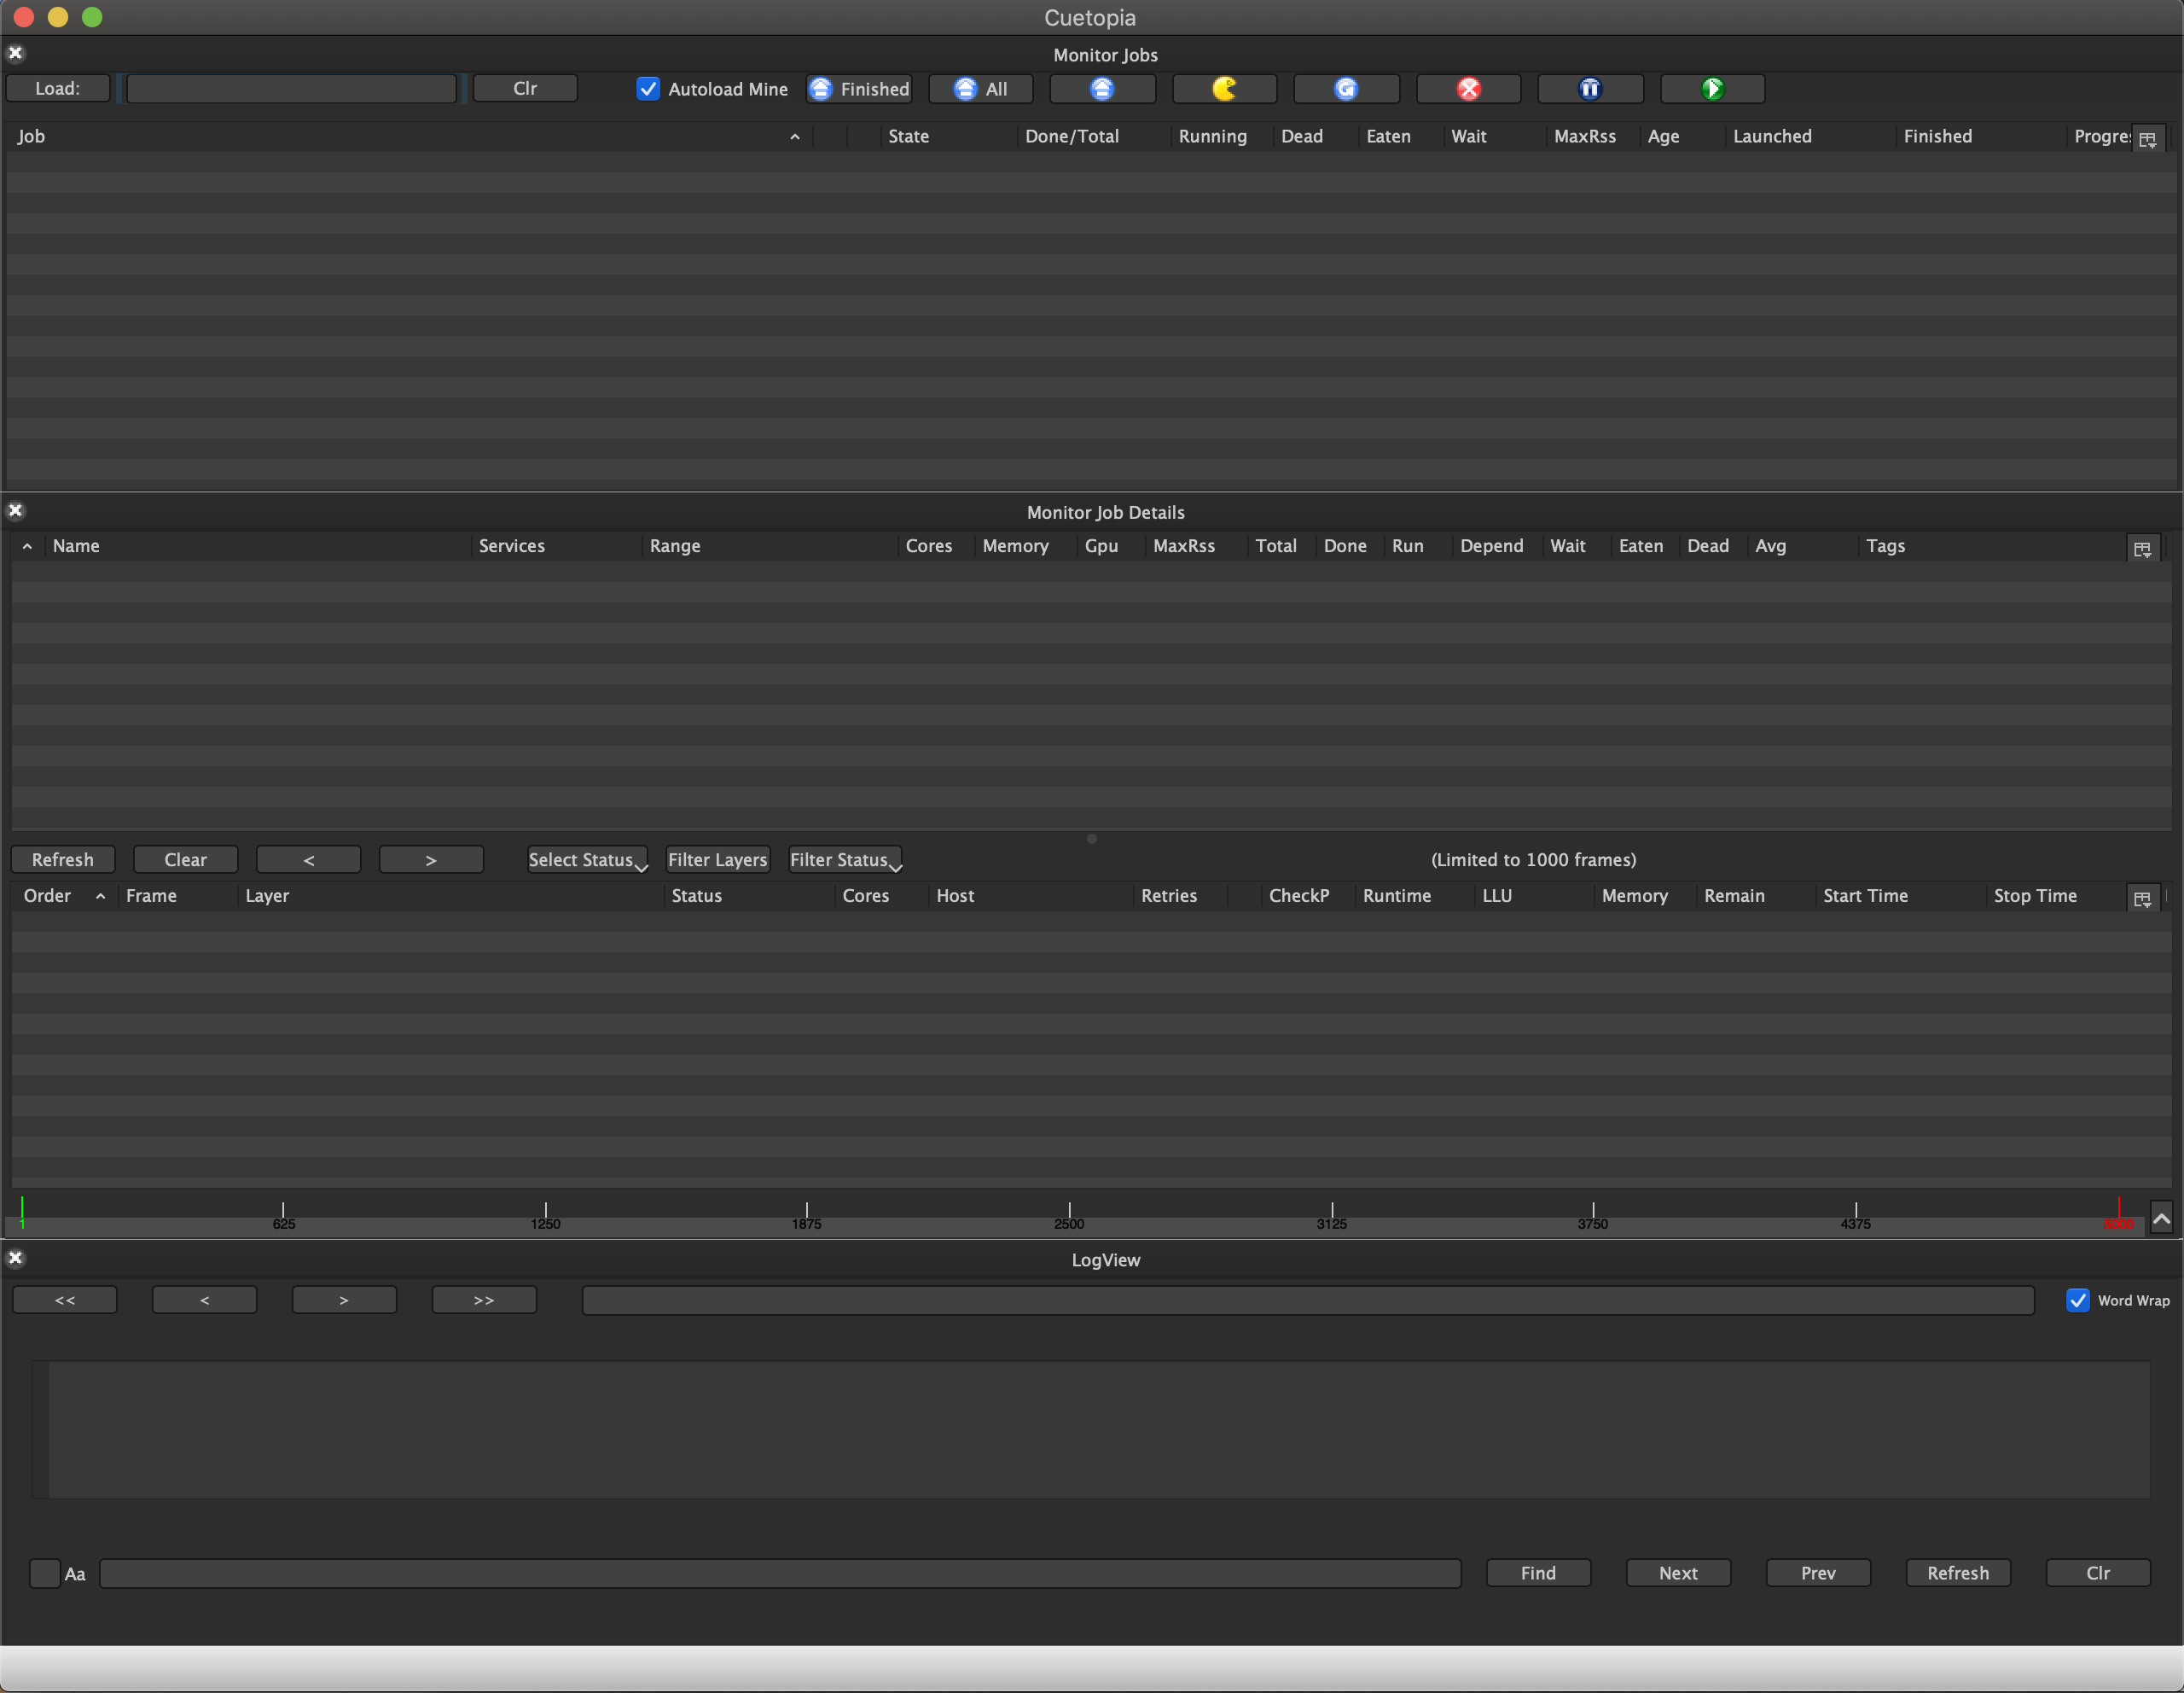 Cuetopia
Monitor Jobs
Load: Clr Autoload Mine Finished All
Job State Done/Total Running Dead Eaten Wait MaxRss Age Launched Finished Progre
Monitor Job Details
Name Services Range Cores Memory Gpu MaxRss Total Done Run Depend Wait Eaten Dead Avg Tags
Refresh Clear < > Select Status Filter Layers Filter Status (Limited to 1000 frames)
Order Frame Layer Status Cores Host Retries CheckP Runtime LLU Memory Remain Start Time Stop Time
1 625 1250 1875 2500 3125 3750 4375 5000
LogView
<< < > >> Word Wrap
Aa Find Next Prev Refresh Clr